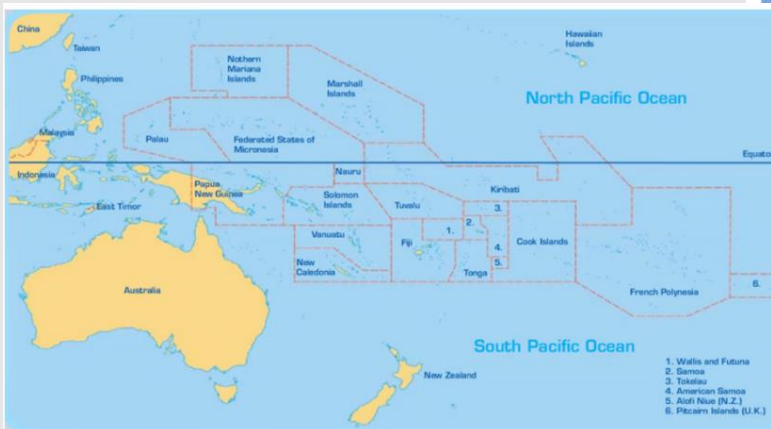 China
Taiwan
Hawaiian
Islands
Nothern
Mariana
Islands
Marshall
Islands
Philippines
North Pacific Ocean
Malaysia
Palau
Federated States of
Micronesia
Equato
Indonesia
Nauru
Papua
New Guinea
Kiribati
Solomon
Islands
Tuvalu
3.
East Timor
2.
1.
Vanuatu
Fiji
4.
Cook Islands
5.
New
Caledonia
Tonga
Australia
French Polynesia
6.
South Pacific Ocean
New Zealand
1. Wallis and Futuna
2. Samoa
3. Tokelau
4. American Samoa
5. Alofi Niue (N.Z.)
6. Pitcairn Islands (U.K.)